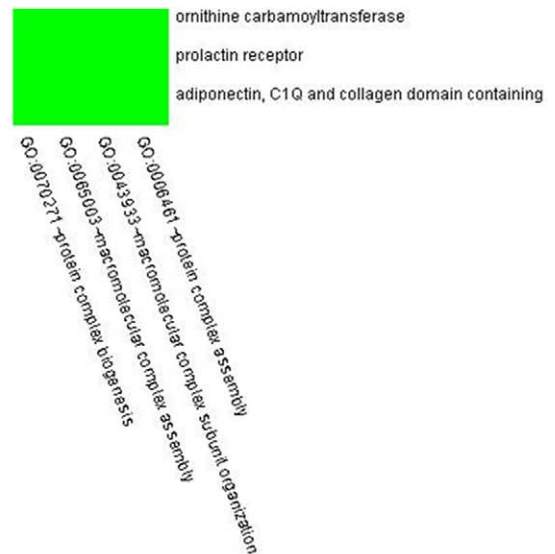 ornithine carbamoyltransferase
prolactin receptor
adiponectin, C1Q and collagen domain containing
GO:0070271~protein complex biogenesis
GO:0065003~macromolecular complex assembly
GO:0043933~macromolecular complex subunit organization
GO:0006461~protein complex assembly